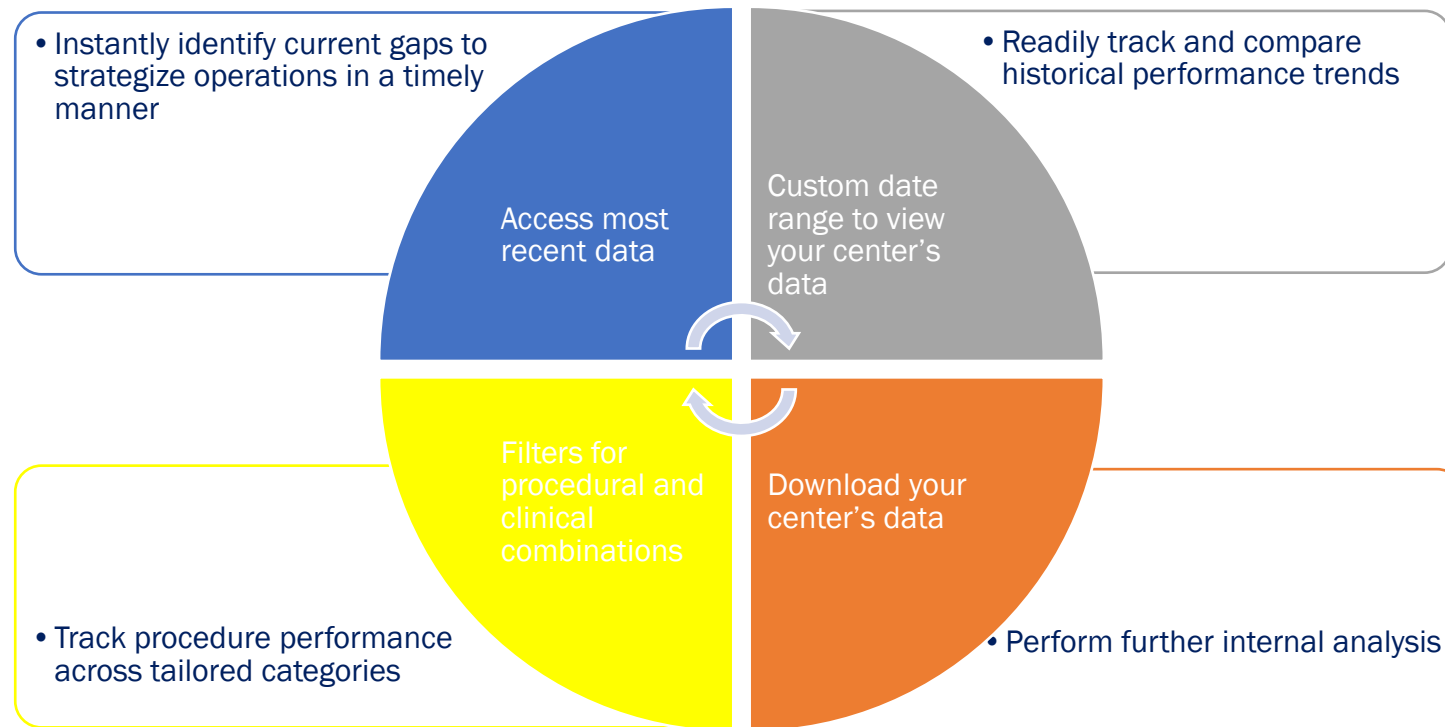 • Instantly identify current gaps to
strategize operations in a timely
manner
• Readily track and compare
historical performance trends
Access most
recent data
Custom date
range to view
your center’s
data
Filters for
procedural and
clinical
combinations
Download your
center’s data
• Track procedure performance
across tailored categories
• Perform further internal analysis